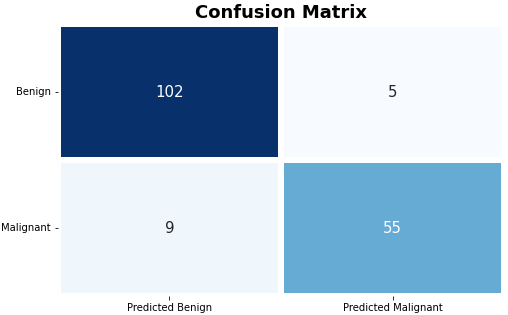 Confusion Matrix
Benign
102
5
Malignant
9
55
Predicted Benign
Predicted Malignant